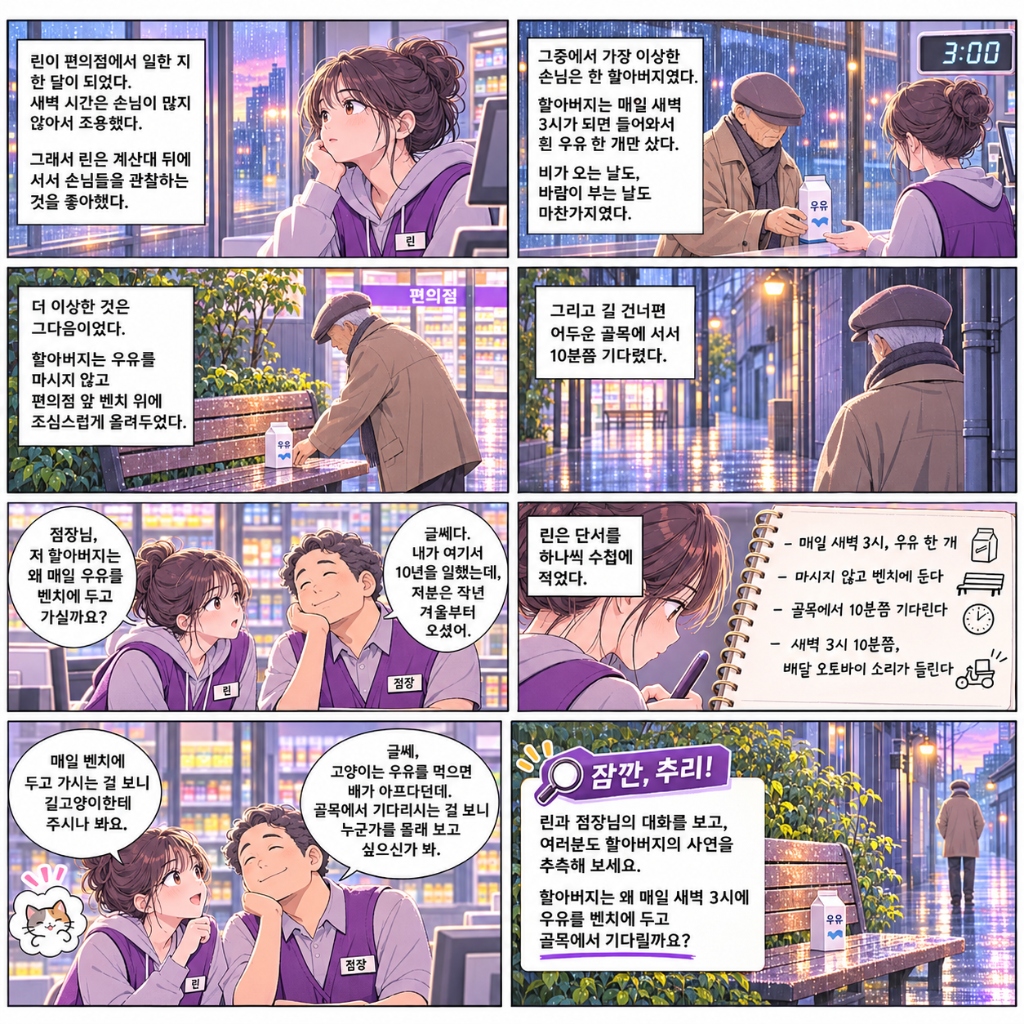 린이 편의점에서 일한 지
한 달이 되었다.
새벽 시간은 손님이 많지
않아서 조용했다.
그래서 린은 계산대 뒤에
서서 손님들을 관찰하는
것을 좋아했다.
린
그중에서 가장 이상한
손님은 한 할아버지였다.
할아버지는 매일 새벽
3시가 되면 들어와서
흰 우유 한 개만 샀다.
비가 오는 날도,
바람이 부는 날도
마찬가지였다.
3:00
우유
더 이상한 것은
그다음이었다.
할아버지는 우유를
마시지 않고
편의점 앞 벤치 위에
조심스럽게 올려두었다.
편의점
우유
그리고 길 건너편
어두운 골목에 서서
10분쯤 기다렸다.
점장님,
저 할아버지는
왜 매일 우유를
벤치에 두고
가실까요?
글쎄다.
내가 여기서
10년을 일했는데,
저분은 작년
겨울부터
오셨어.
린
점장
린은 단서를
하나씩 수첩에
적었다.
– 매일 새벽 3시, 우유 한 개
– 마시지 않고 벤치에 둔다
– 골목에서 10분쯤 기다린다
– 새벽 3시 10분쯤,
배달 오토바이 소리가 들린다
매일 벤치에
두고 가시는 걸 보니
길고양이한테
주시나 봐요.
글쎄,
고양이는 우유를 먹으면
배가 아프다던데.
골목에서 기다리시는 걸 보니
누군가를 몰래 보고
싶으신가 봐.
린
점장
잠깐, 추리!
린과 점장님의 대화를 보고,
여러분도 할아버지의 사연을
추측해 보세요.
할아버지는 왜 매일 새벽 3시에
우유를 벤치에 두고
골목에서 기다릴까요?
우유